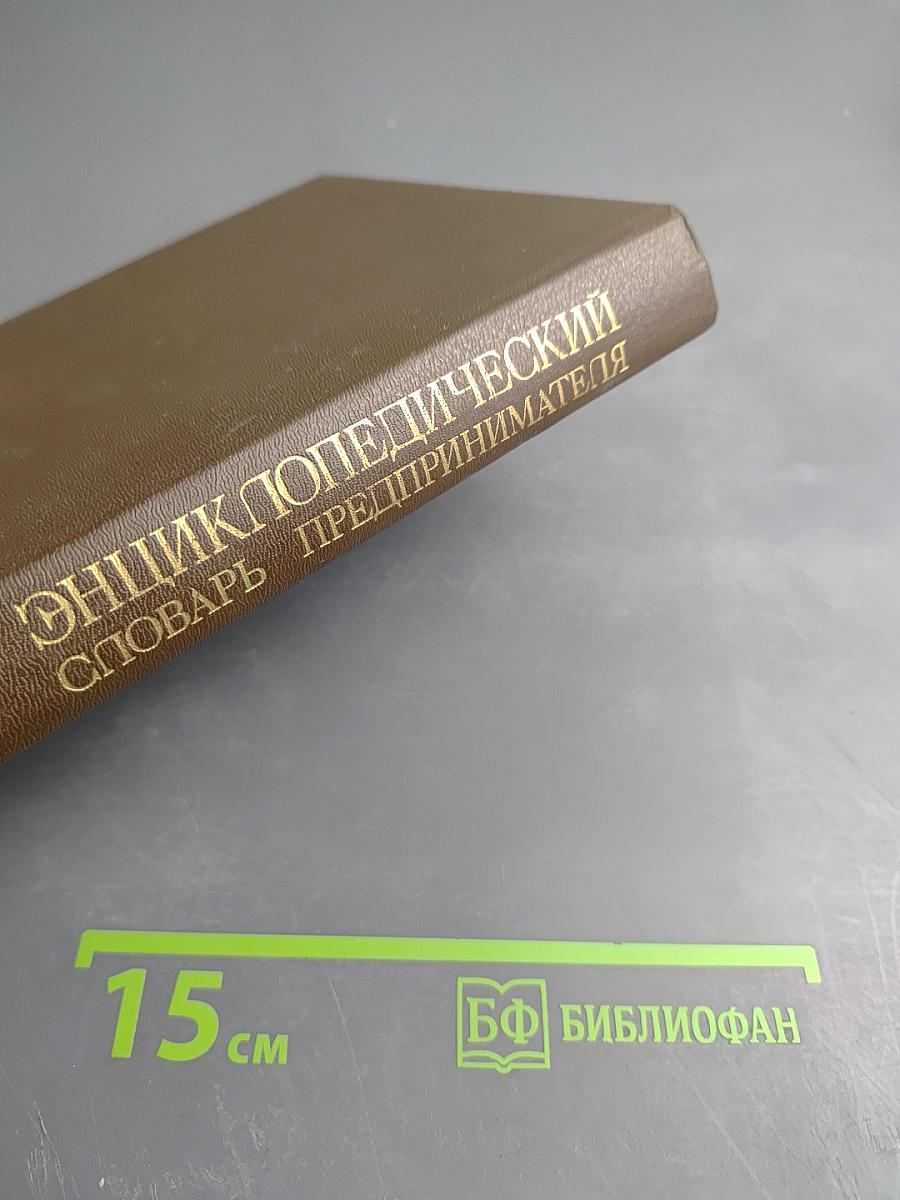 ЭНЦИКЛОПЕДИЧЕСКИЙ
СЛОВАРЬ ПРЕДПРИНИМАТЕЛЯ
15 см
БФ БИБЛИОФАН